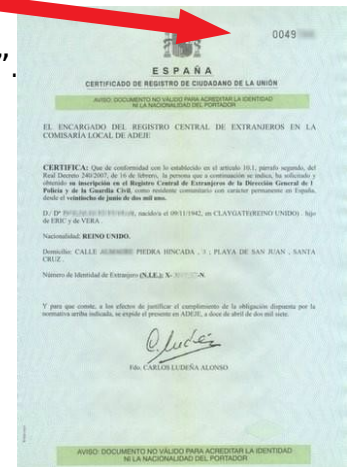 0049
”.
ESPAÑA
CERTIFICADO DE REGISTRO DE CIUDADANO DE LA UNIÓN
AVISO: DOCUMENTO NO VÁLIDO PARA ACREDITAR LA IDENTIDAD
NI LA NACIONALIDAD DEL PORTADOR
EL ENCARGADO DEL REGISTRO CENTRAL DE EXTRANJEROS EN LA
COMISARÍA LOCAL DE ADEJE
CERTIFICA: Que de conformidad con lo establecido en el artículo 10.1, párrafo segundo, del
Real Decreto 240/2007, de 16 de febrero, la persona que a continuación se indica, ha solicitado y
obtenido su inscripción en el Registro Central de Extranjeros de la Dirección General de l
Policía y de la Guardia Civil, como residente comunitario con carácter permanente en España,
desde el veintiocho de junio de dos mil uno.
D./ Dª nacido/a el 09/11/1942, en CLAYGATE(REINO UNIDO) . hijo
de ERIC y de VERA .
Nacionalidad: REINO UNIDO.
Domicilio: CALLE PIEDRA HINCADA , ; PLAYA DE SAN JUAN , SANTA
CRUZ .
Número de Identidad de Extranjero (N.I.E.): X- -N.
Y para que conste, a los efectos de justificar el cumplimiento de la obligación dispuesta por la
normativa arriba indicada, se expide el presente en ADEJE, a doce de abril de dos mil siete.
Fdo. CARLOS LUDEÑA ALONSO
AVISO: DOCUMENTO NO VÁLIDO PARA ACREDITAR LA IDENTIDAD
NI LA NACIONALIDAD DEL PORTADOR